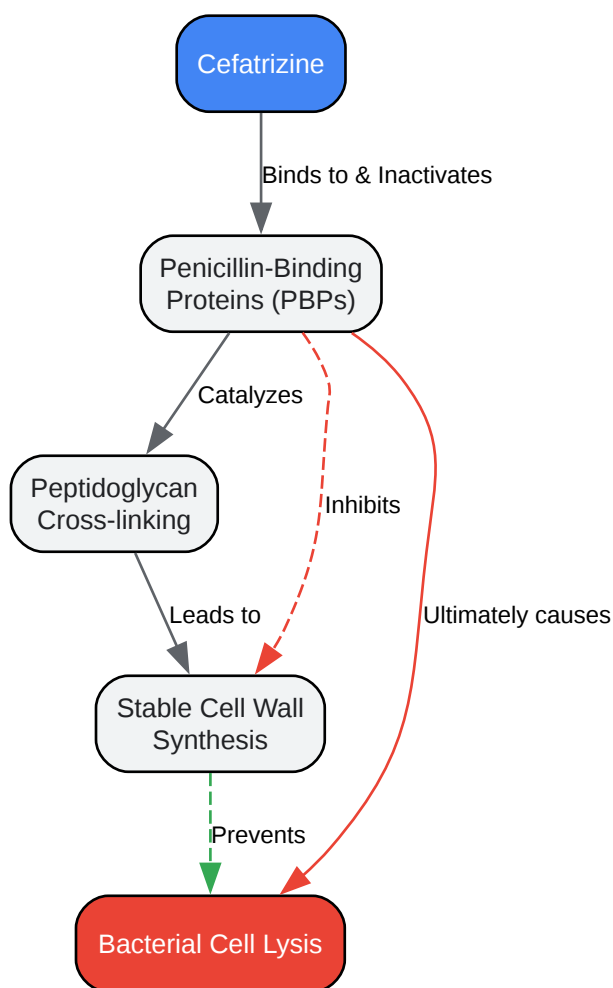 Cefatrizine
Binds to & Inactivates
Penicillin-Binding
Proteins (PBPs)
Catalyzes
Peptidoglycan
Cross-linking
Inhibits
Leads to
Ultimately causes
Stable Cell Wall
Synthesis
Prevents
Bacterial Cell Lysis